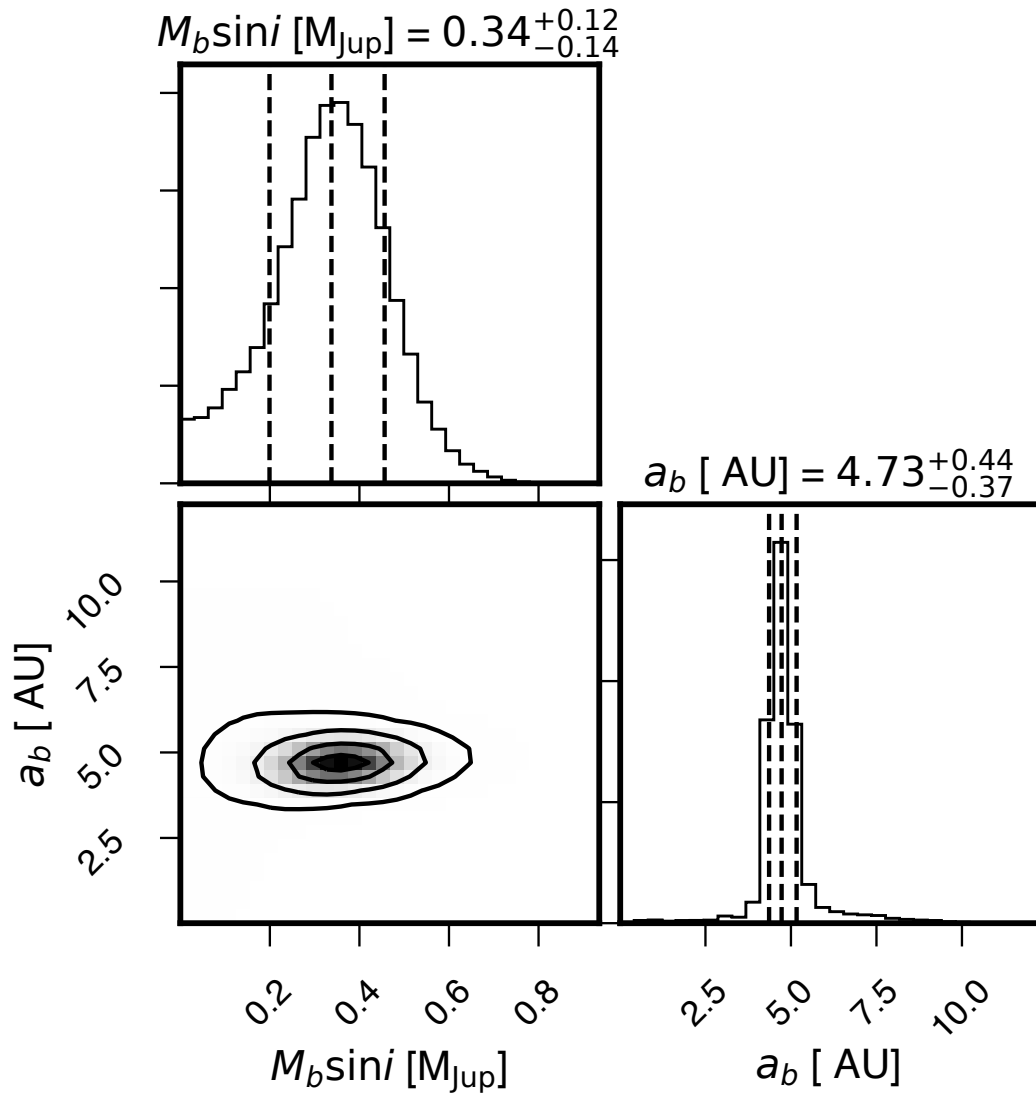 M_b sin i [M_Jup] = 0.34^{+0.12}_{-0.14}
a_b [ AU] = 4.73^{+0.44}_{-0.37}
a_b [ AU]
10.0
7.5
5.0
2.5
0.2 0.4 0.6 0.8
M_b sin i [M_Jup]
2.5 5.0 7.5 10.0
a_b [ AU]